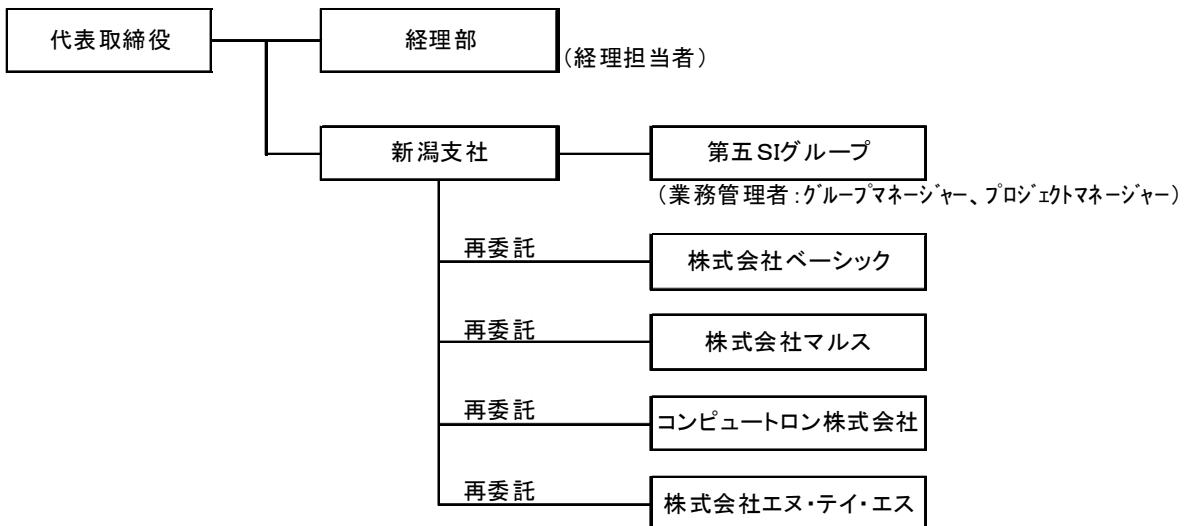 代表取締役
経理部
(経理担当者)
新潟支社
第五SIグループ
(業務管理者:グループマネージャー、プロジェクトマネージャー)
再委託
株式会社ベーシック
再委託
株式会社マルス
再委託
コンピュートロン株式会社
再委託
株式会社エヌ・テイ・エス